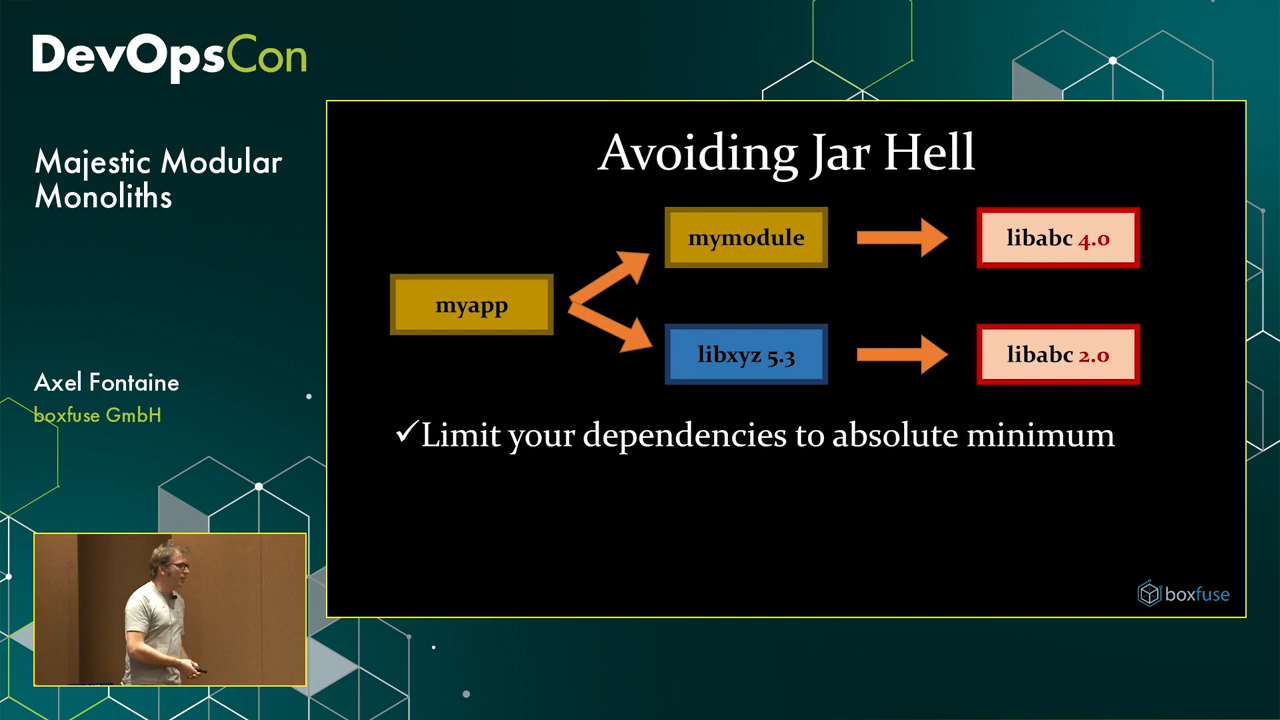 DevOpsCon
Majestic Modular
Monoliths
Axel Fontaine
boxfuse GmbH
Avoiding Jar Hell
mymodule
libabc 4.0
myapp
libxyz 5.3
libabc 2.0
✓Limit your dependencies to absolute minimum
boxfuse